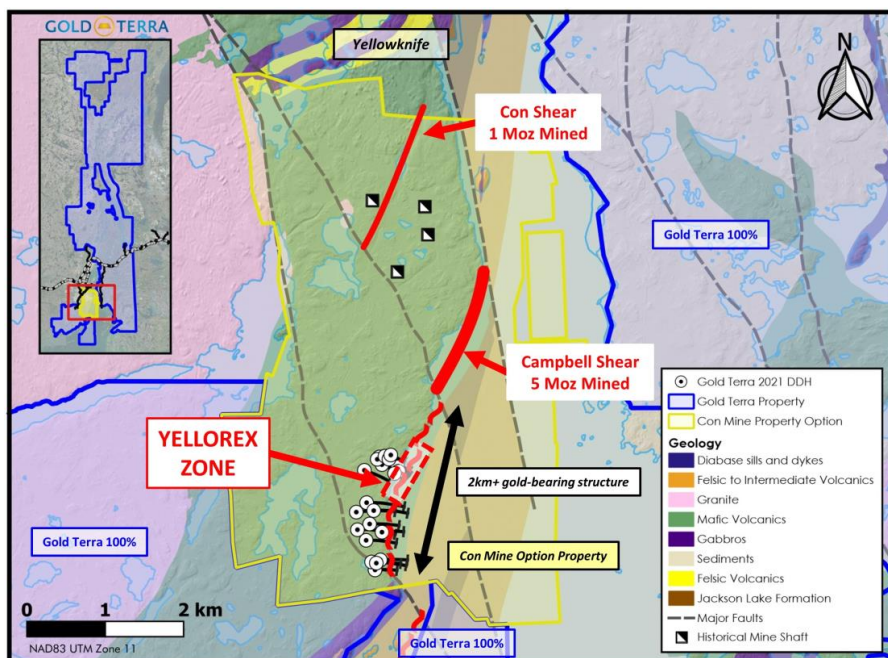 GOLD TERRA
Yellowknife
N
Con Shear
1 Moz Mined
Gold Terra 100%
Campbell Shear
5 Moz Mined
YELLOREX
ZONE
2km+ gold-bearing structure
Con Mine Option Property
Gold Terra 100%
Gold Terra 100%
0 1 2 km
NAD83 UTM Zone 11
Gold Terra 2021 DDH
Gold Terra Property
Con Mine Property Option
Geology
Diabase sills and dykes
Felsic to Intermediate Volcanics
Granite
Mafic Volcanics
Gabbros
Sediments
Felsic Volcanics
Jackson Lake Formation
Major Faults
Historical Mine Shaft